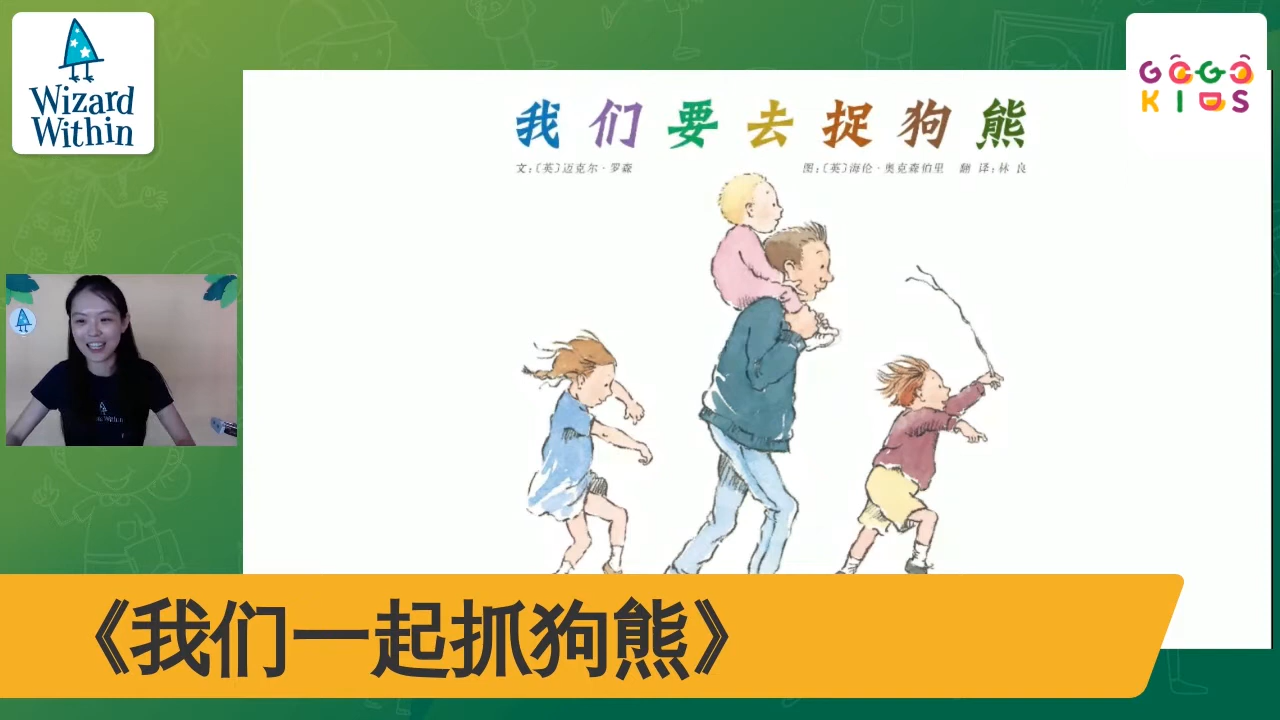 Wizard
Within
GOGO
KIDS
我们要去捉狗熊
文：〔英〕迈克尔·罗森 图：〔英〕海伦·奥克森伯里 翻 译：林 良
《我们一起抓狗熊》